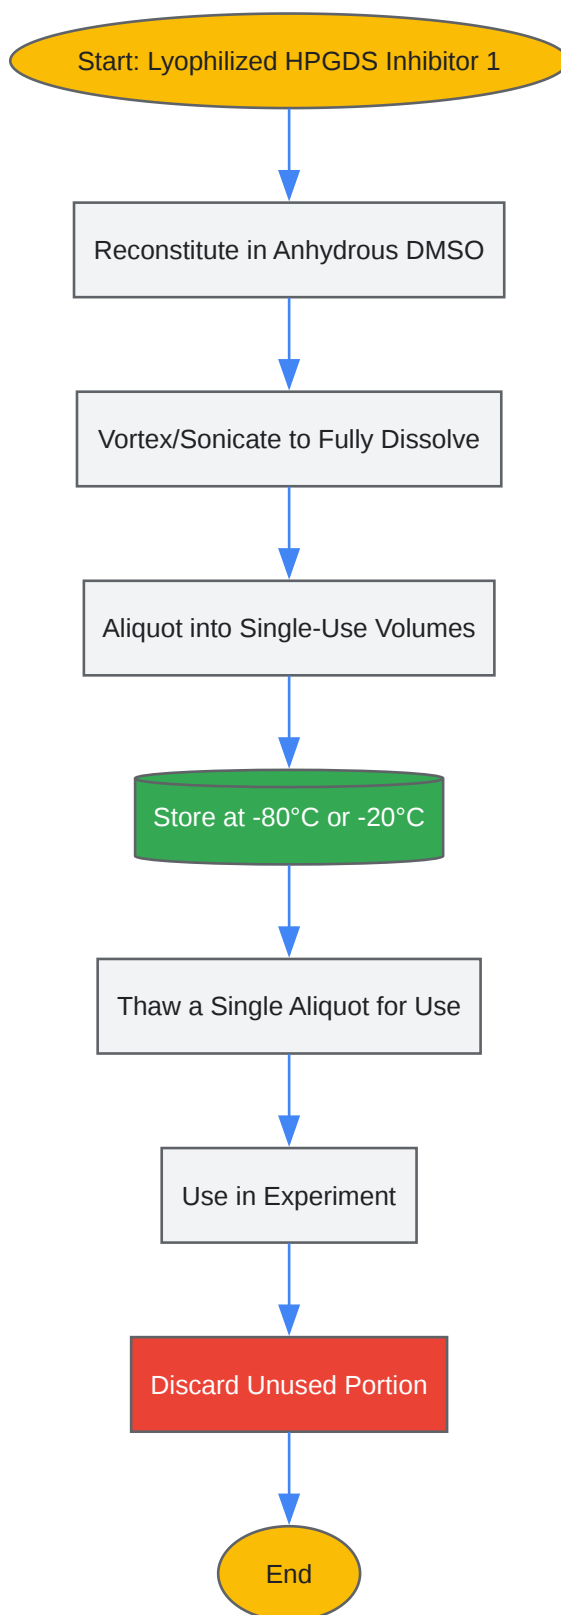 Start: Lyophilized HPGDS Inhibitor 1
Reconstitute in Anhydrous DMSO
Vortex/Sonicate to Fully Dissolve
Aliquot into Single-Use Volumes
Store at -80°C or -20°C
Thaw a Single Aliquot for Use
Use in Experiment
Discard Unused Portion
End